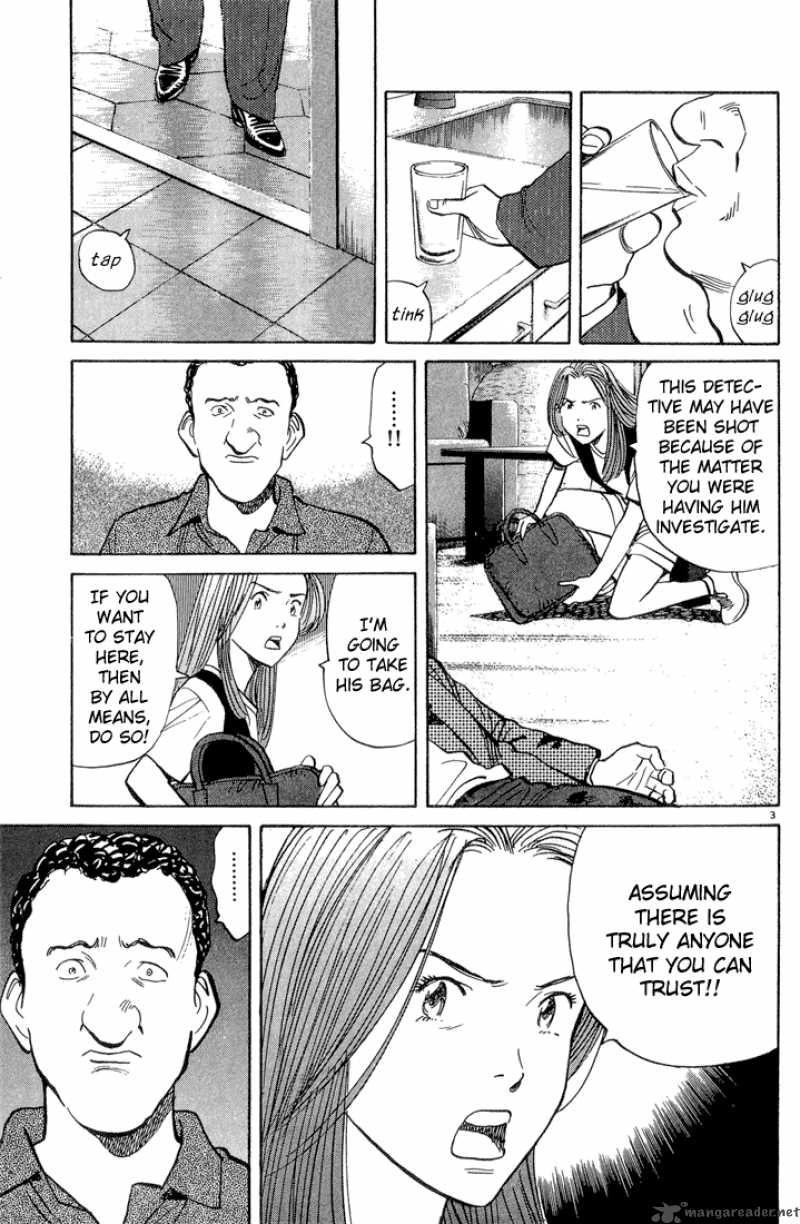 glug
glug
tink
tap
THIS DETEC-
TIVE MAY HAVE
BEEN SHOT
BECAUSE OF
THE MATTER
YOU WERE
HAVING HIM
INVESTIGATE.
.......!!
I'M
GOING
TO TAKE
HIS BAG.
IF YOU
WANT
TO STAY
HERE,
THEN
BY ALL
MEANS,
DO SO!
3
ASSUMING
THERE IS
TRULY ANYONE
THAT YOU CAN
TRUST!!
........
mangareader.net